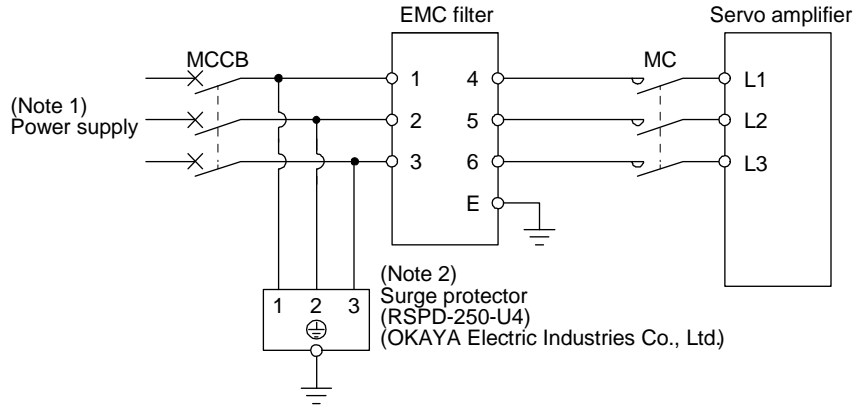 EMC filter
Servo amplifier
MCCB
MC
1
4
L1
(Note 1)
Power supply
2
5
L2
3
6
L3
E
(Note 2)
Surge protector
(RSPD-250-U4)
(OKAYA Electric Industries Co., Ltd.)
1 2 3